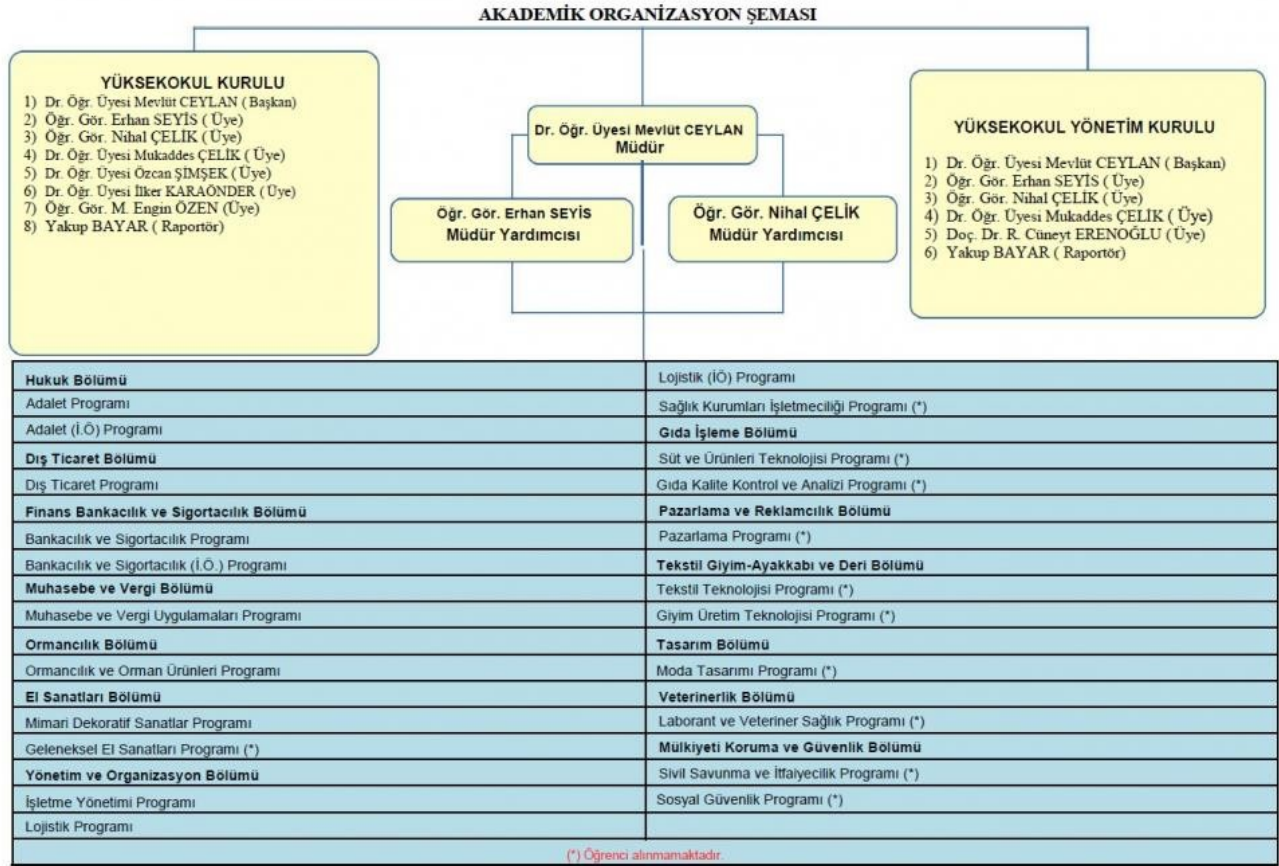 AKADEMİK ORGANİZASYON ŞEMASI
YÜKSEKOKUL KURULU
1) Dr. Öğr. Üyesi Mevlüt CEYLAN ( Başkan)
2) Öğr. Gör. Erhan SEYİS ( Üye)
3) Öğr. Gör. Nihal ÇELİK ( Üye)
4) Dr. Öğr. Üyesi Mukaddes ÇELİK ( Üye)
5) Dr. Öğr. Üyesi Özcan ŞİMŞEK ( Üye)
6) Dr. Öğr. Üyesi İlker KARAÖNDER ( Üye)
7) Öğr. Gör. M. Engin ÖZEN (Üye)
8) Yakup BAYAR ( Raportör)
Dr. Öğr. Üyesi Mevlüt CEYLAN
Müdür
Öğr. Gör. Erhan SEYİS
Müdür Yardımcısı
Öğr. Gör. Nihal ÇELİK
Müdür Yardımcısı
YÜKSEKOKUL YÖNETİM KURULU
1) Dr. Öğr. Üyesi Mevlüt CEYLAN ( Başkan)
2) Öğr. Gör. Erhan SEYİS ( Üye)
3) Öğr. Gör. Nihal ÇELİK ( Üye)
4) Dr. Öğr. Üyesi Mukaddes ÇELİK ( Üye)
5) Doç. Dr. R. Cüneyt ERENOĞLU ( Üye)
6) Yakup BAYAR ( Raportör)
Hukuk Bölümü
Adalet Programı
Adalet (İ.Ö) Programı
Dış Ticaret Bölümü
Dış Ticaret Programı
Finans Bankacılık ve Sigortacılık Bölümü
Bankacılık ve Sigortacılık Programı
Bankacılık ve Sigortacılık (İ.Ö.) Programı
Muhasebe ve Vergi Bölümü
Muhasebe ve Vergi Uygulamaları Programı
Ormancılık Bölümü
Ormancılık ve Orman Ürünleri Programı
El Sanatları Bölümü
Mimari Dekoratif Sanatlar Programı
Geleneksel El Sanatları Programı (*)
Yönetim ve Organizasyon Bölümü
İşletme Yönetimi Programı
Lojistik Programı
Lojistik (İÖ) Programı
Sağlık Kurumları İşletmeciliği Programı (*)
Gıda İşleme Bölümü
Süt ve Ürünleri Teknolojisi Programı (*)
Gıda Kalite Kontrol ve Analizi Programı (*)
Pazarlama ve Reklamcılık Bölümü
Pazarlama Programı (*)
Tekstil Giyim-Ayakkabı ve Deri Bölümü
Tekstil Teknolojisi Programı (*)
Giyim Üretim Teknolojisi Programı (*)
Tasarım Bölümü
Moda Tasarımı Programı (*)
Veterinerlik Bölümü
Laborant ve Veteriner Sağlık Programı (*)
Mülkiyeti Koruma ve Güvenlik Bölümü
Sivil Savunma ve İtfaiyecilik Programı (*)
Sosyal Güvenlik Programı (*)
(*) Öğrenci alınmamaktadır.